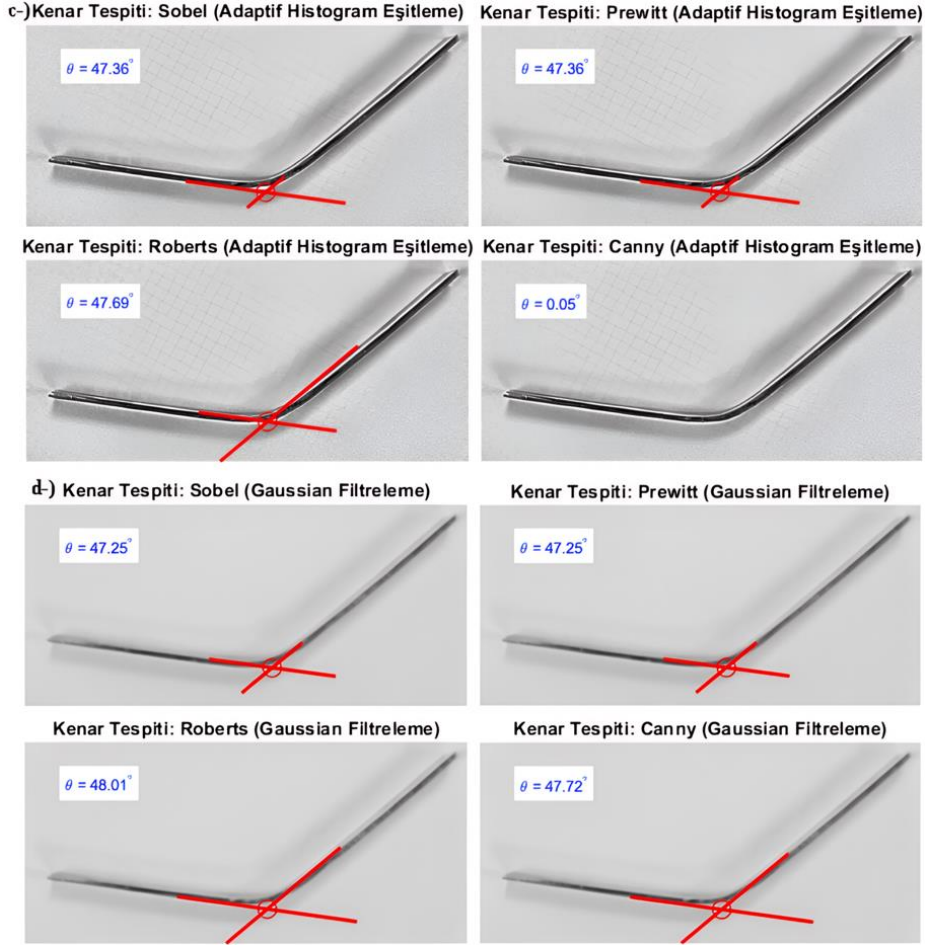 c-)Kenar Tespiti: Sobel (Adaptif Histogram Eşitleme)
Kenar Tespiti: Prewitt (Adaptif Histogram Eşitleme)
θ = 47.36°
θ = 47.36°
Kenar Tespiti: Roberts (Adaptif Histogram Eşitleme)
Kenar Tespiti: Canny (Adaptif Histogram Eşitleme)
θ = 47.69°
θ = 0.05°
d-) Kenar Tespiti: Sobel (Gaussian Filtreleme)
Kenar Tespiti: Prewitt (Gaussian Filtreleme)
θ = 47.25°
θ = 47.25°
Kenar Tespiti: Roberts (Gaussian Filtreleme)
Kenar Tespiti: Canny (Gaussian Filtreleme)
θ = 48.01°
θ = 47.72°